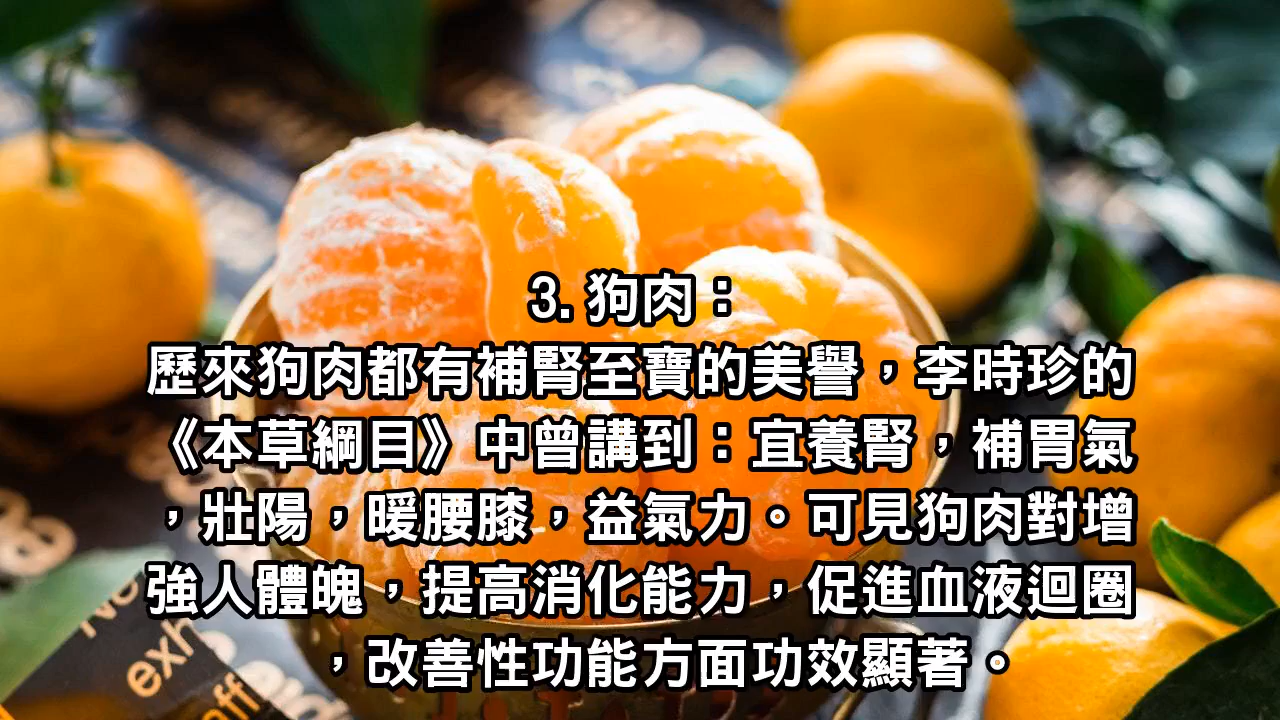 3.狗肉：
歷來狗肉都有補腎至寶的美譽，李時珍的
《本草綱目》中曾講到：宜養腎，補胃氣
，壯陽，暖腰膝，益氣力。可見狗肉對增
強人體魄，提高消化能力，促進血液迴圈
，改善性功能方面功效顯著。
exh